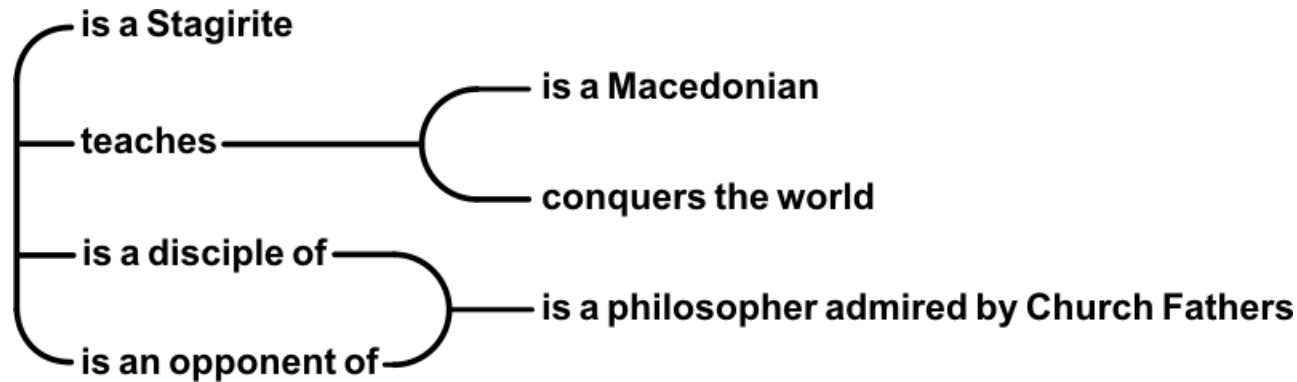 is a Stagirite
is a Macedonian
teaches
conquers the world
is a disciple of
is a philosopher admired by Church Fathers
is an opponent of